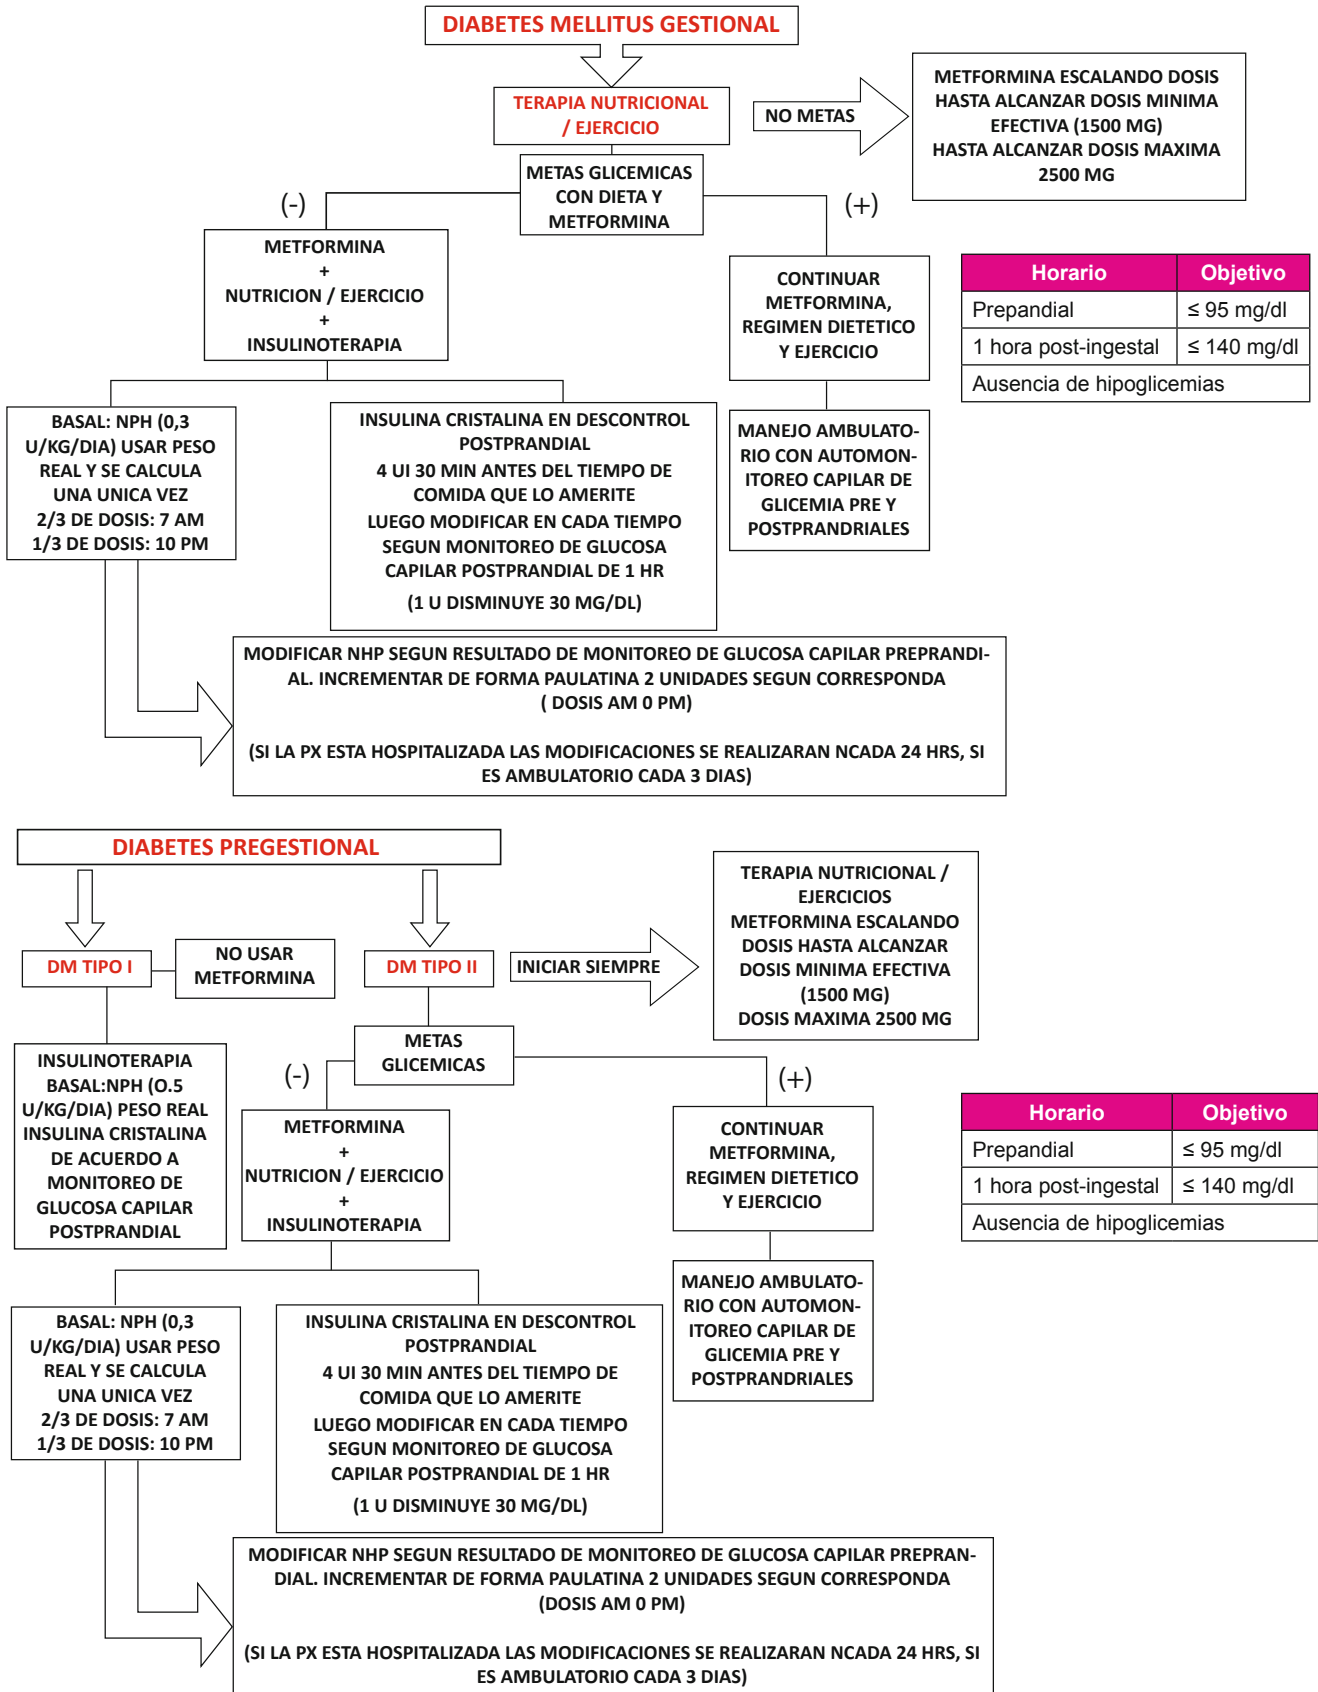 DIABETES MELLITUS GESTIONAL
TERAPIA NUTRICIONAL
/ EJERCICIO
NO METAS
METFORMINA ESCALANDO DOSIS
HASTA ALCANZAR DOSIS MINIMA
EFECTIVA (1500 MG)
HASTA ALCANZAR DOSIS MAXIMA
2500 MG
METAS GLICEMICAS
CON DIETA Y
METFORMINA
(-)
(+)
METFORMINA
+
NUTRICION / EJERCICIO
+
INSULINOTERAPIA
CONTINUAR
METFORMINA,
REGIMEN DIETETICO
Y EJERCICIO
Horario Objetivo
Prepandial ≤ 95 mg/dl
1 hora post-ingestal ≤ 140 mg/dl
Ausencia de hipoglicemias
BASAL: NPH (0,3
U/KG/DIA) USAR PESO
REAL Y SE CALCULA
UNA UNICA VEZ
2/3 DE DOSIS: 7 AM
1/3 DE DOSIS: 10 PM
INSULINA CRISTALINA EN DESCONTROL
POSTPRANDIAL
4 UI 30 MIN ANTES DEL TIEMPO DE
COMIDA QUE LO AMERITE
LUEGO MODIFICAR EN CADA TIEMPO
SEGUN MONITOREO DE GLUCOSA
CAPILAR POSTPRANDIAL DE 1 HR
(1 U DISMINUYE 30 MG/DL)
MANEJO AMBULATO-
RIO CON AUTOMON-
ITOREO CAPILAR DE
GLICEMIA PRE Y
POSTPRANDRIALES
MODIFICAR NHP SEGUN RESULTADO DE MONITOREO DE GLUCOSA CAPILAR PREPRANDI-
AL. INCREMENTAR DE FORMA PAULATINA 2 UNIDADES SEGUN CORRESPONDA
( DOSIS AM 0 PM)
(SI LA PX ESTA HOSPITALIZADA LAS MODIFICACIONES SE REALIZARAN NCADA 24 HRS, SI
ES AMBULATORIO CADA 3 DIAS)
DIABETES PREGESTIONAL
DM TIPO I
NO USAR
METFORMINA
DM TIPO II
INICIAR SIEMPRE
TERAPIA NUTRICIONAL /
EJERCICIOS
METFORMINA ESCALANDO
DOSIS HASTA ALCANZAR
DOSIS MINIMA EFECTIVA
(1500 MG)
DOSIS MAXIMA 2500 MG
METAS
GLICEMICAS
(-)
(+)
INSULINOTERAPIA
BASAL:NPH (O.5
U/KG/DIA) PESO REAL
INSULINA CRISTALINA
DE ACUERDO A
MONITOREO DE
GLUCOSA CAPILAR
POSTPRANDIAL
METFORMINA
+
NUTRICION / EJERCICIO
+
INSULINOTERAPIA
CONTINUAR
METFORMINA,
REGIMEN DIETETICO
Y EJERCICIO
Horario Objetivo
Prepandial ≤ 95 mg/dl
1 hora post-ingestal ≤ 140 mg/dl
Ausencia de hipoglicemias
BASAL: NPH (0,3
U/KG/DIA) USAR PESO
REAL Y SE CALCULA
UNA UNICA VEZ
2/3 DE DOSIS: 7 AM
1/3 DE DOSIS: 10 PM
INSULINA CRISTALINA EN DESCONTROL
POSTPRANDIAL
4 UI 30 MIN ANTES DEL TIEMPO DE
COMIDA QUE LO AMERITE
LUEGO MODIFICAR EN CADA TIEMPO
SEGUN MONITOREO DE GLUCOSA
CAPILAR POSTPRANDIAL DE 1 HR
(1 U DISMINUYE 30 MG/DL)
MANEJO AMBULATO-
RIO CON AUTOMON-
ITOREO CAPILAR DE
GLICEMIA PRE Y
POSTPRANDRIALES
MODIFICAR NHP SEGUN RESULTADO DE MONITOREO DE GLUCOSA CAPILAR PREPRAN-
DIAL. INCREMENTAR DE FORMA PAULATINA 2 UNIDADES SEGUN CORRESPONDA
(DOSIS AM 0 PM)
(SI LA PX ESTA HOSPITALIZADA LAS MODIFICACIONES SE REALIZARAN NCADA 24 HRS, SI
ES AMBULATORIO CADA 3 DIAS)